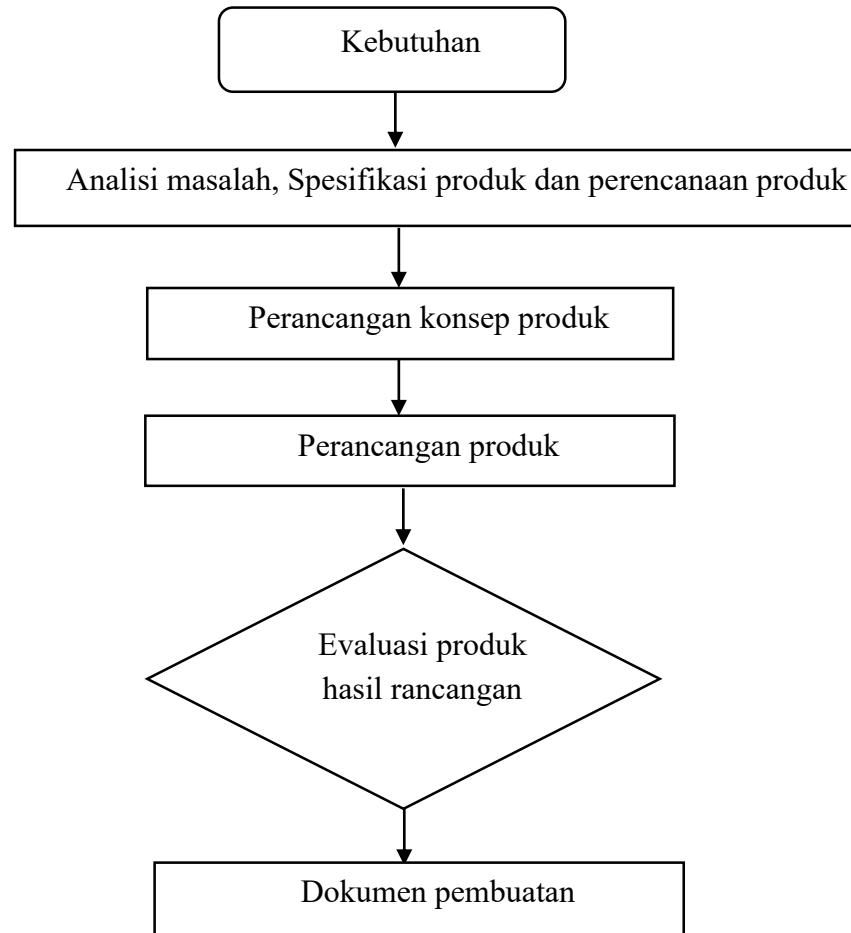 Kebutuhan
Analisi masalah, Spesifikasi produk dan perencanaan produk
Perancangan konsep produk
Perancangan produk
Evaluasi produk
hasil rancangan
Dokumen pembuatan